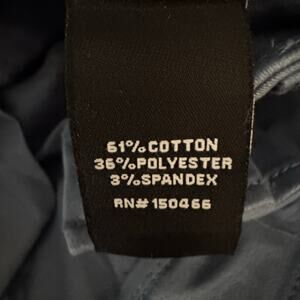 61%COTTON
36%POLYESTER
3%SPANDEX
RN#150466